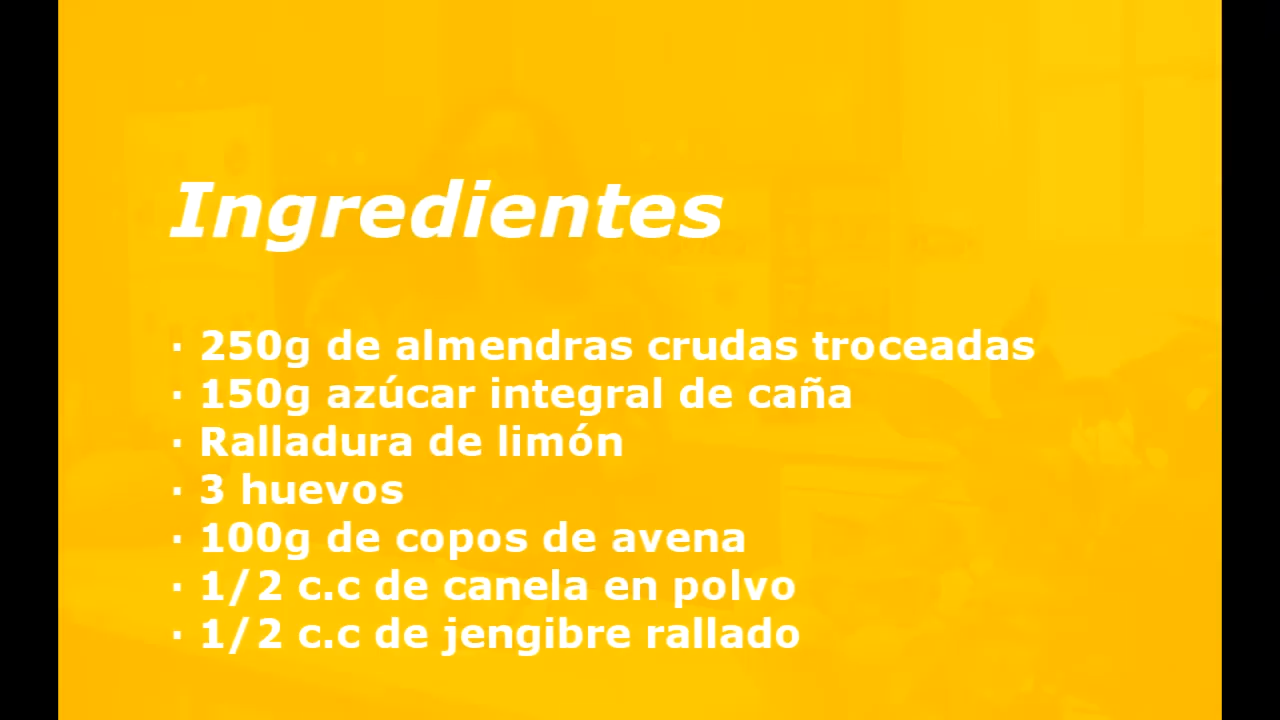 Ingredientes
· 250g de almendras crudas troceadas
· 150g azúcar integral de caña
· Ralladura de limón
· 3 huevos
· 100g de copos de avena
· 1/2 c.c de canela en polvo
· 1/2 c.c de jengibre rallado